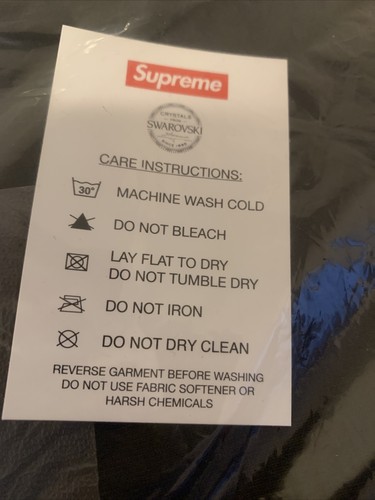 Supreme
CRYSTALS
FROM
SWAROVSKI
CARE INSTRUCTIONS:
30°
MACHINE WASH COLD
DO NOT BLEACH
LAY FLAT TO DRY
DO NOT TUMBLE DRY
DO NOT IRON
DO NOT DRY CLEAN
REVERSE GARMENT BEFORE WASHING
DO NOT USE FABRIC SOFTENER OR
HARSH CHEMICALS